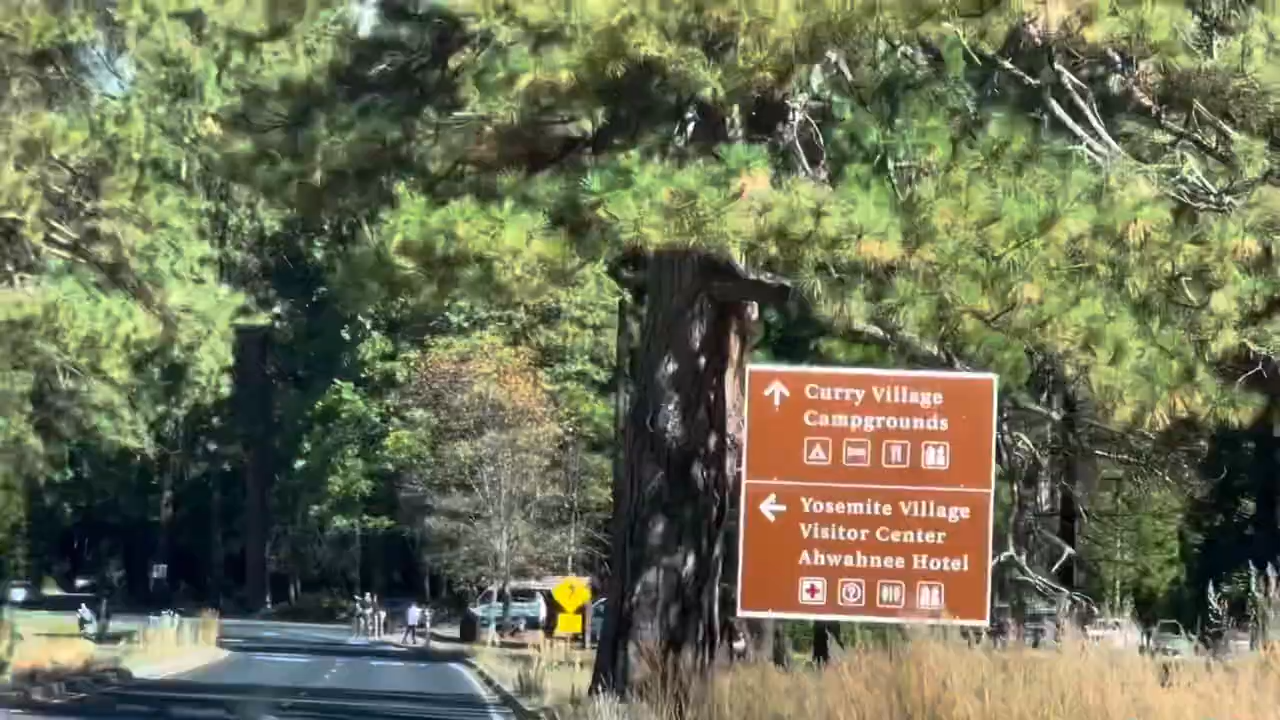 Curry Village
Campgrounds
Yosemite Village
Visitor Center
Ahwahnee Hotel